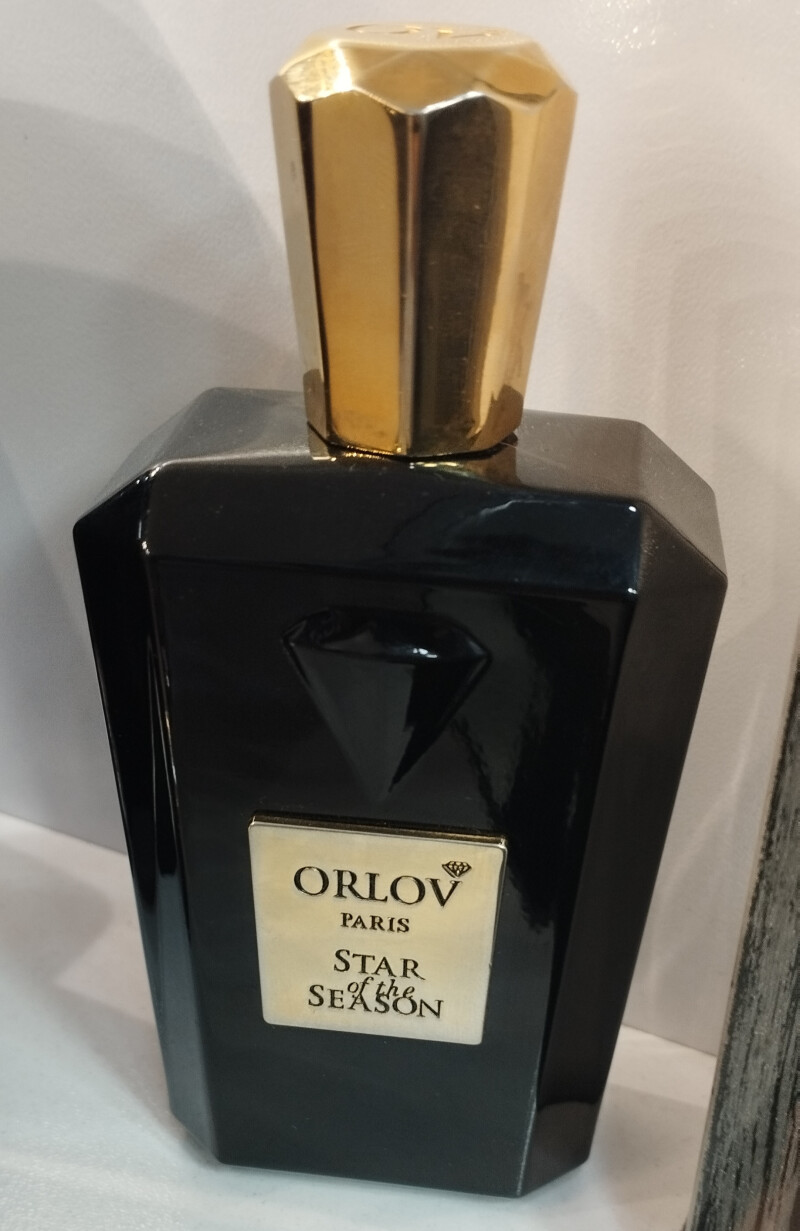 ORLOV
PARIS
STAR
of the
SEASON